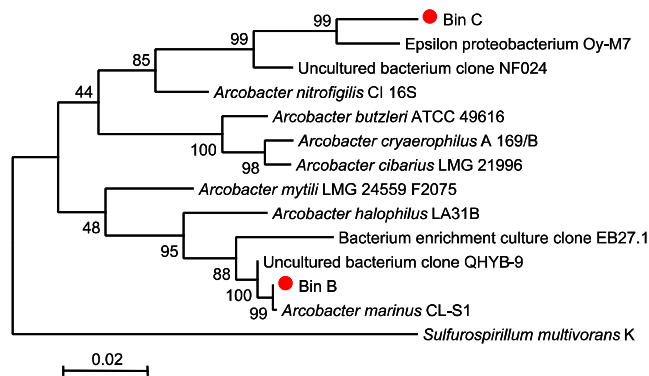 99
Bin C
99
Epsilon proteobacterium Oy-M7
85
Uncultured bacterium clone NF024
44
Arcobacter nitrofigilis CI 16S
Arcobacter butzleri ATCC 49616
100
Arcobacter cryaerophilus A 169/B
98
Arcobacter cibarius LMG 21996
Arcobacter mytili LMG 24559 F2075
48
Arcobacter halophilus LA31B
95
Bacterium enrichment culture clone EB27.1
88
Uncultured bacterium clone QHYB-9
100
Bin B
99
Arcobacter marinus CL-S1
Sulfurospirillum multivorans K
0.02